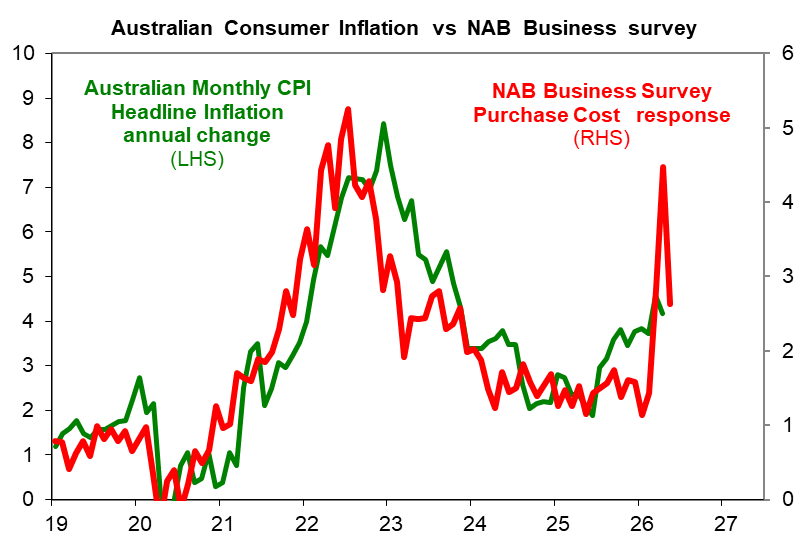 Australian Consumer Inflation vs NAB Business survey
10
9
8
7
6
5
4
3
2
1
0
Australian Monthly CPI
Headline Inflation
annual change
(LHS)
NAB Business Survey
Purchase Cost response
(RHS)
6
5
4
3
2
1
0
19 20 21 22 23 24 25 26 27